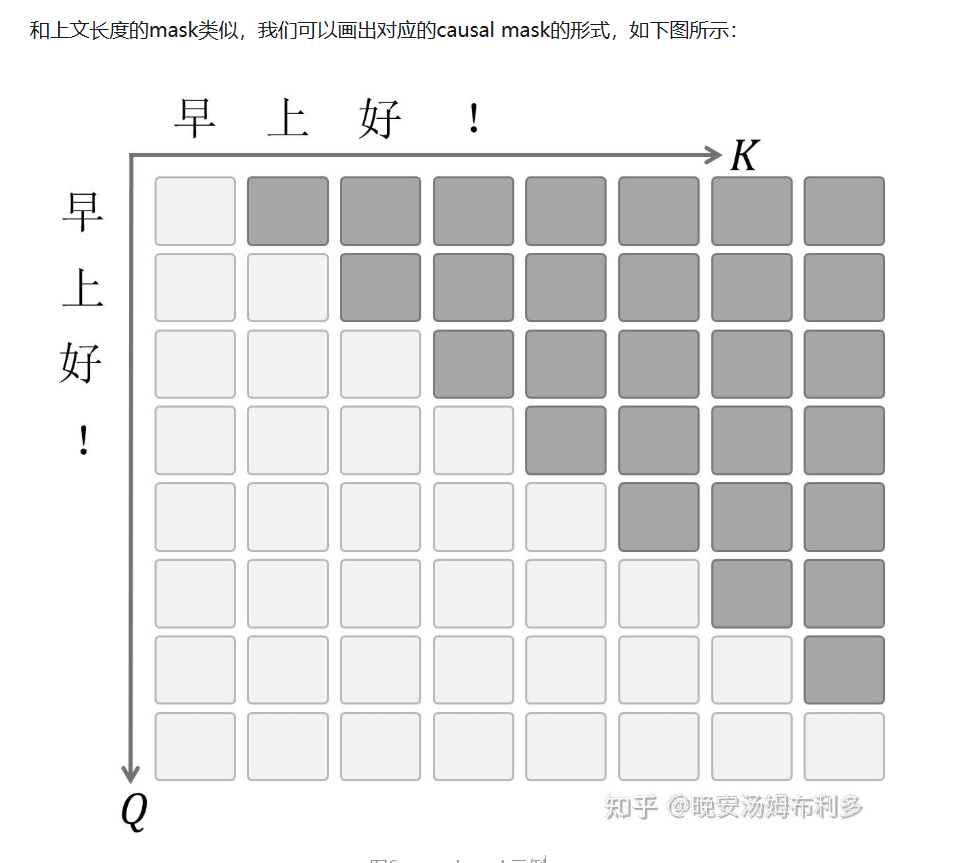 和上文长度的mask类似，我们可以画出对应的causal mask的形式，如下图所示：
早 上 好 ！
K
早
上
好
！
Q
知乎 @晚安汤姆布利多